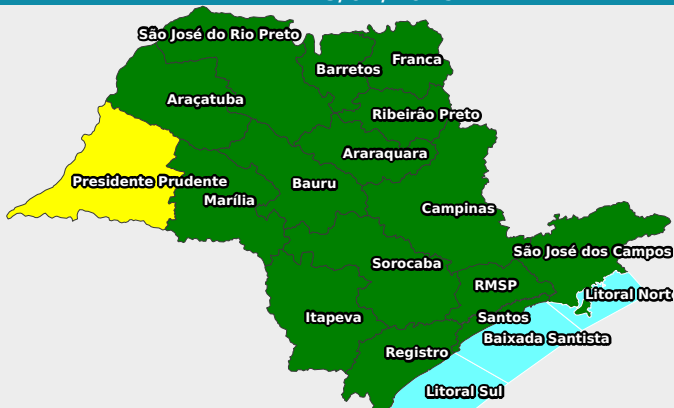 São José do Rio Preto
Franca
Barretos
Araçatuba
Ribeirão Preto
Araraquara
Presidente Prudente
Bauru
Marília
Campinas
São José dos Campos
Sorocaba
RMSP
Litoral Nort
Itapeva
Santos
Baixada Santista
Registro
Litoral Sul